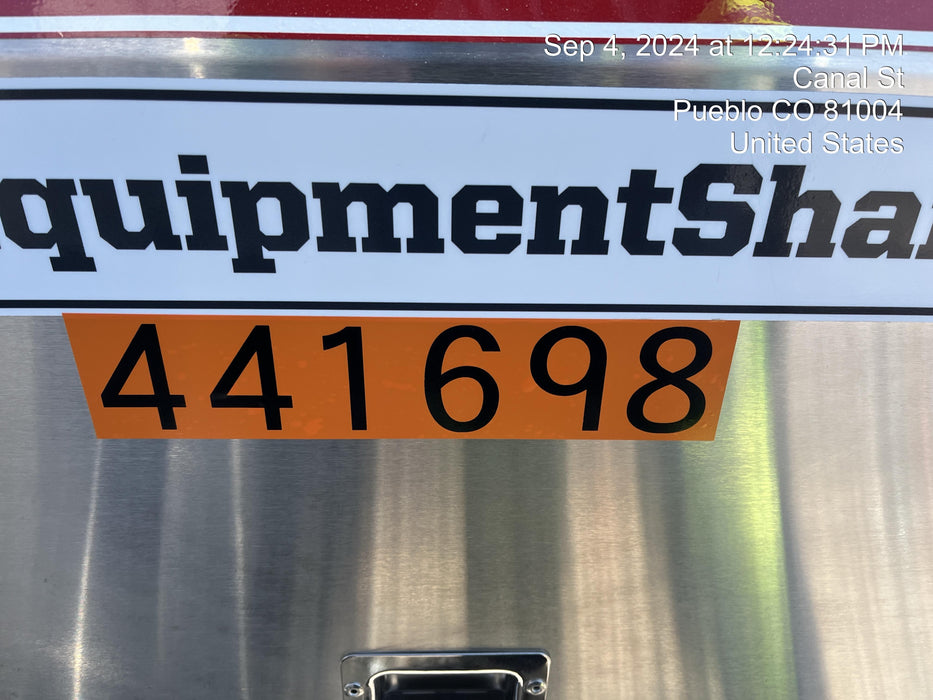 Sep 4, 2024 at 12:24:31 PM
Canal St
Pueblo CO 81004
United States
quipmentSha
441698